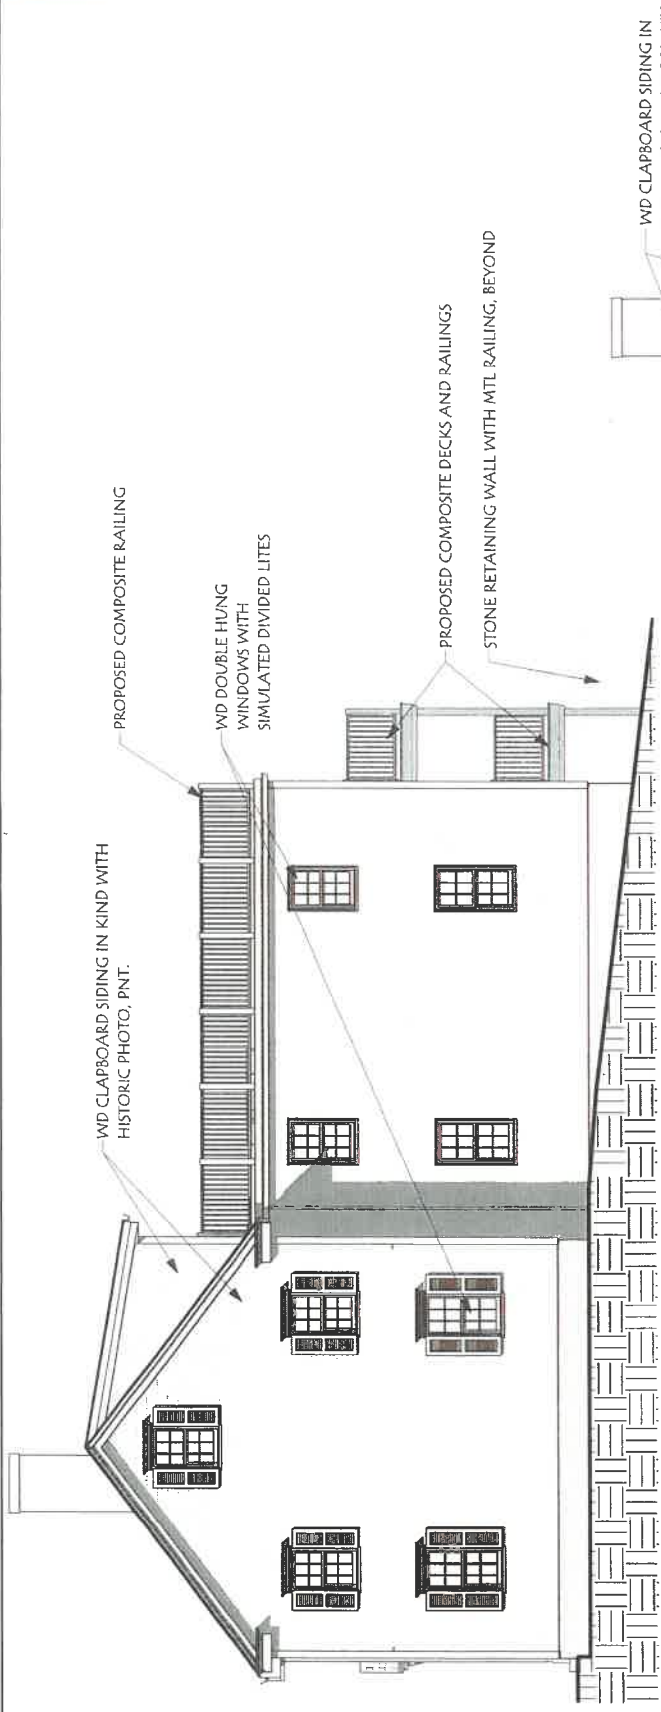 WD CLAPBOARD SIDING IN KIND WITH
HISTORIC PHOTO, PNT.
PROPOSED COMPOSITE RAILING
WD DOUBLE HUNG
WINDOWS WITH
SIMULATED DIVIDED LITES
PROPOSED COMPOSITE DECKS AND RAILINGS
STONE RETAINING WALL WITH MTL RAILING, BEYOND
WD CLAPBOARD SIDING IN